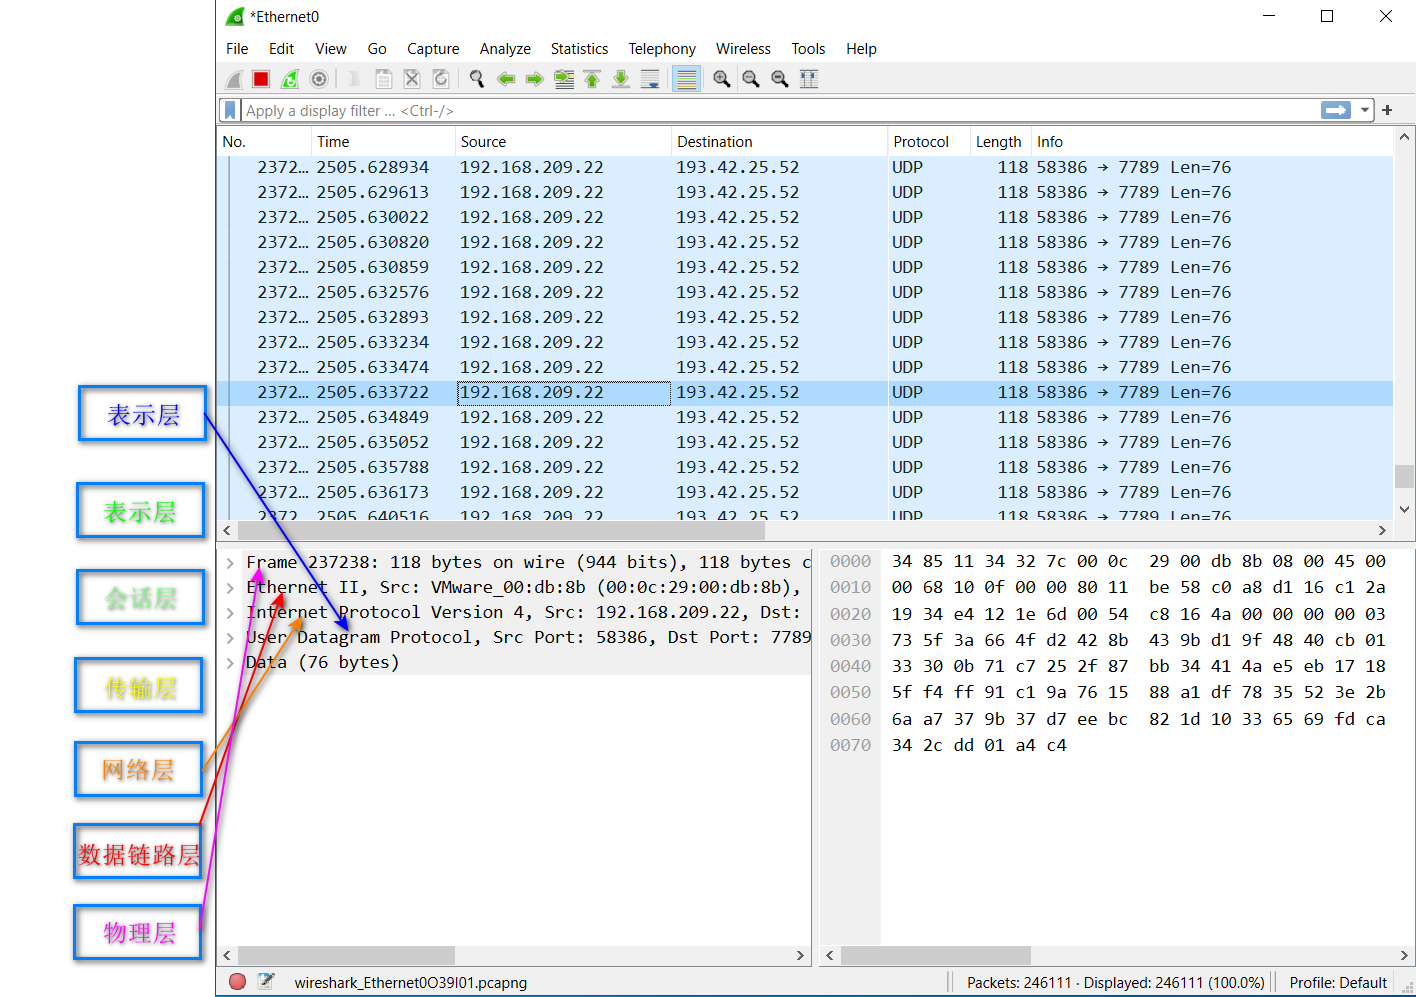 *Ethernet0
File Edit View Go Capture Analyze Statistics Telephony Wireless Tools Help
Apply a display filter ... <Ctrl-/>
No. Time Source Destination Protocol Length Info
2372... 2505.628934 192.168.209.22 193.42.25.52 UDP 118 58386 → 7789 Len=76
2372... 2505.629613 192.168.209.22 193.42.25.52 UDP 118 58386 → 7789 Len=76
2372... 2505.630022 192.168.209.22 193.42.25.52 UDP 118 58386 → 7789 Len=76
2372... 2505.630820 192.168.209.22 193.42.25.52 UDP 118 58386 → 7789 Len=76
2372... 2505.630859 192.168.209.22 193.42.25.52 UDP 118 58386 → 7789 Len=76
2372... 2505.632576 192.168.209.22 193.42.25.52 UDP 118 58386 → 7789 Len=76
2372... 2505.632893 192.168.209.22 193.42.25.52 UDP 118 58386 → 7789 Len=76
2372... 2505.633234 192.168.209.22 193.42.25.52 UDP 118 58386 → 7789 Len=76
2372... 2505.633474 192.168.209.22 193.42.25.52 UDP 118 58386 → 7789 Len=76
2372... 2505.633722 192.168.209.22 193.42.25.52 UDP 118 58386 → 7789 Len=76
2372... 2505.634849 192.168.209.22 193.42.25.52 UDP 118 58386 → 7789 Len=76
2372... 2505.635052 192.168.209.22 193.42.25.52 UDP 118 58386 → 7789 Len=76
2372... 2505.635788 192.168.209.22 193.42.25.52 UDP 118 58386 → 7789 Len=76
2372... 2505.636173 192.168.209.22 193.42.25.52 UDP 118 58386 → 7789 Len=76
2372... 2505.640516 192.168.209.22 193.42.25.52 UDP 118 58386 → 7789 Len=76
表示层
表示层
会话层
传输层
网络层
数据链路层
物理层
Frame 237238: 118 bytes on wire (944 bits), 118 bytes c
Ethernet II, Src: VMware_00:db:8b (00:0c:29:00:db:8b),
Internet Protocol Version 4, Src: 192.168.209.22, Dst:
User Datagram Protocol, Src Port: 58386, Dst Port: 7789
Data (76 bytes)
0000 34 85 11 34 32 7c 00 0c 29 00 db 8b 08 00 45 00
0010 00 68 10 0f 00 00 80 11 be 58 c0 a8 d1 16 c1 2a
0020 19 34 e4 12 1e 6d 00 54 c8 16 4a 00 00 00 00 03
0030 73 5f 3a 66 4f d2 42 8b 43 9b d1 9f 48 40 cb 01
0040 33 30 0b 71 c7 25 2f 87 bb 34 41 4a e5 eb 17 18
0050 5f f4 ff 91 c1 9a 76 15 88 a1 df 78 35 52 3e 2b
0060 6a a7 37 9b 37 d7 ee bc 82 1d 10 33 65 69 fd ca
0070 34 2c dd 01 a4 c4
wireshark_Ethernet0O39I01.pcapng
Packets: 246111 · Displayed: 246111 (100.0%)
Profile: Default